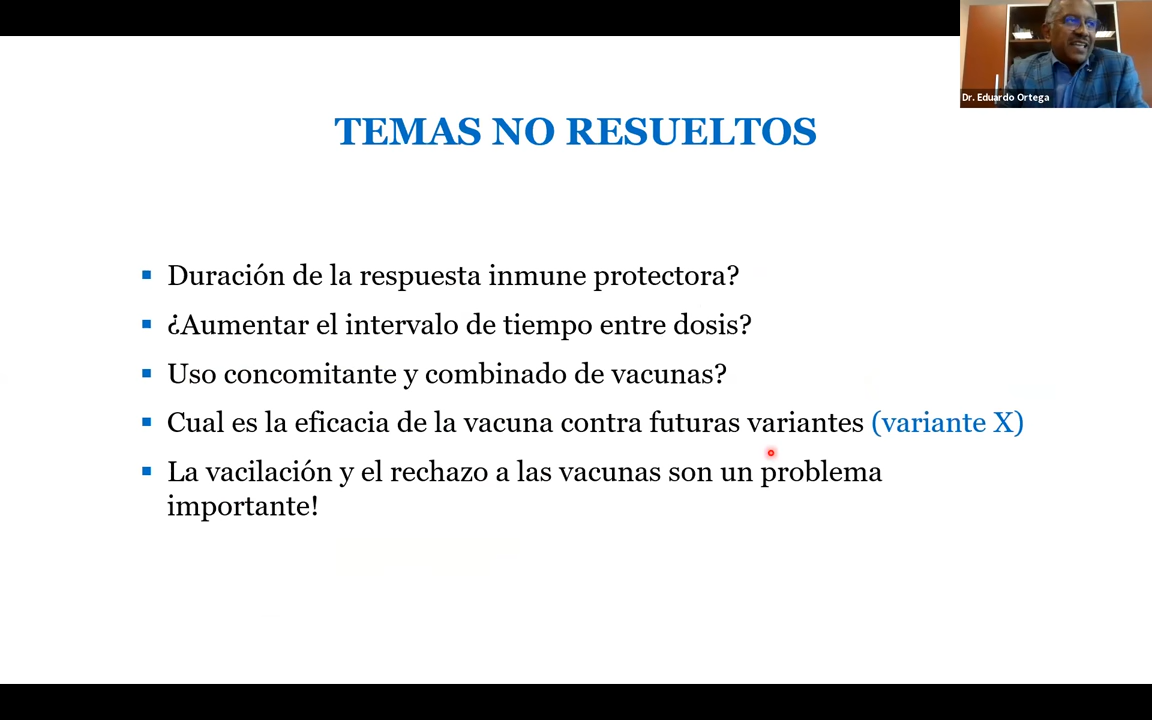 Dr. Eduardo Ortega
TEMAS NO RESUELTOS
▪ Duración de la respuesta inmune protectora?
▪ ¿Aumentar el intervalo de tiempo entre dosis?
▪ Uso concomitante y combinado de vacunas?
▪ Cual es la eficacia de la vacuna contra futuras variantes (variante X)
▪ La vacilación y el rechazo a las vacunas son un problema
importante!